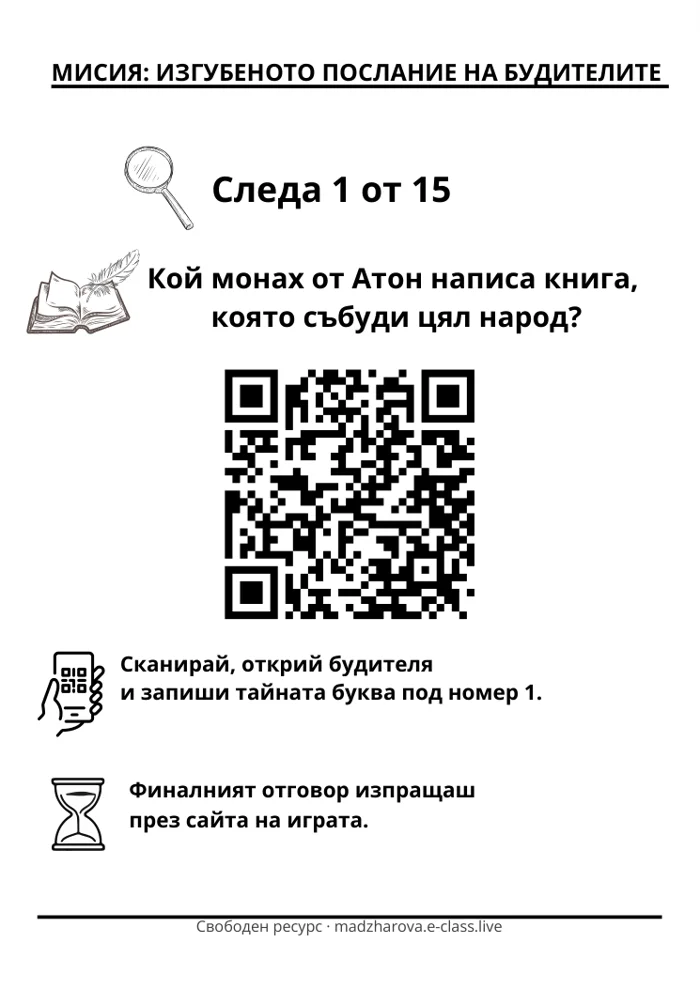 МИСИЯ: ИЗГУБЕНОТО ПОСЛАНИЕ НА БУДИТЕЛИТЕ
Следа 1 от 15
Кой монах от Атон написа книга,
която събуди цял народ?
Сканирай, открий будителя
и запиши тайната буква под номер 1.
Финалният отговор изпращаш
през сайта на играта.
Свободен ресурс · madzharova.e-class.live